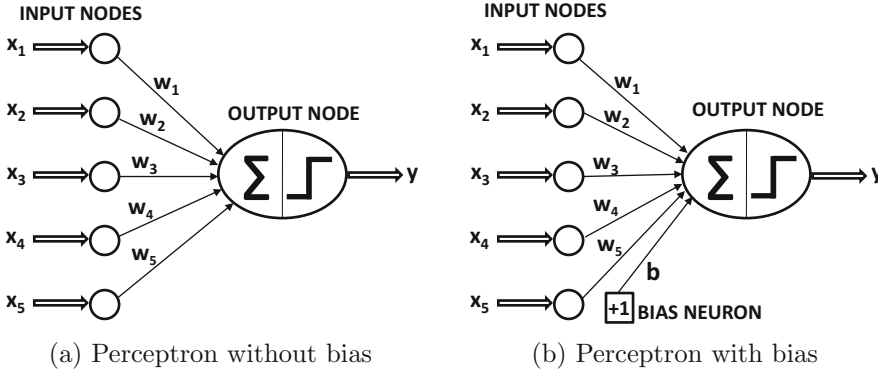 INPUT NODES
x1
w1
x2
w2
OUTPUT NODE
x3
w3
∑
y
x4
w4
w5
x5
(a) Perceptron without bias
INPUT NODES
x1
w1
x2
w2
OUTPUT NODE
x3
w3
∑
y
x4
w4
w5
b
x5
+1 BIAS NEURON
(b) Perceptron with bias